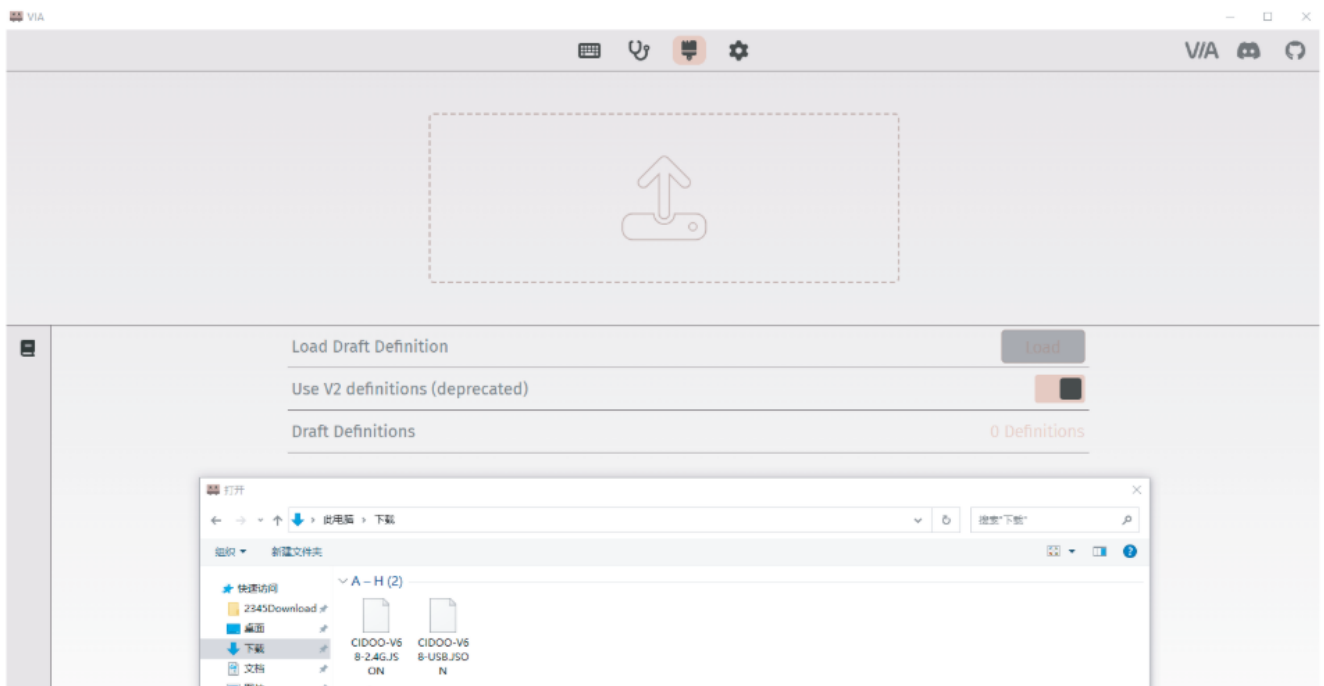 VIA
VIA
Load Draft Definition
Load
Use V2 definitions (deprecated)
Draft Definitions
0 Definitions
打开
此电脑 › 下载
搜索"下载"
组织
新建文件夹
快速访问
A – H (2)
2345Download
桌面
下载
文档
CIDOO-V6
8-2.4G.JS
ON
CIDOO-V6
8-USB.JSO
N